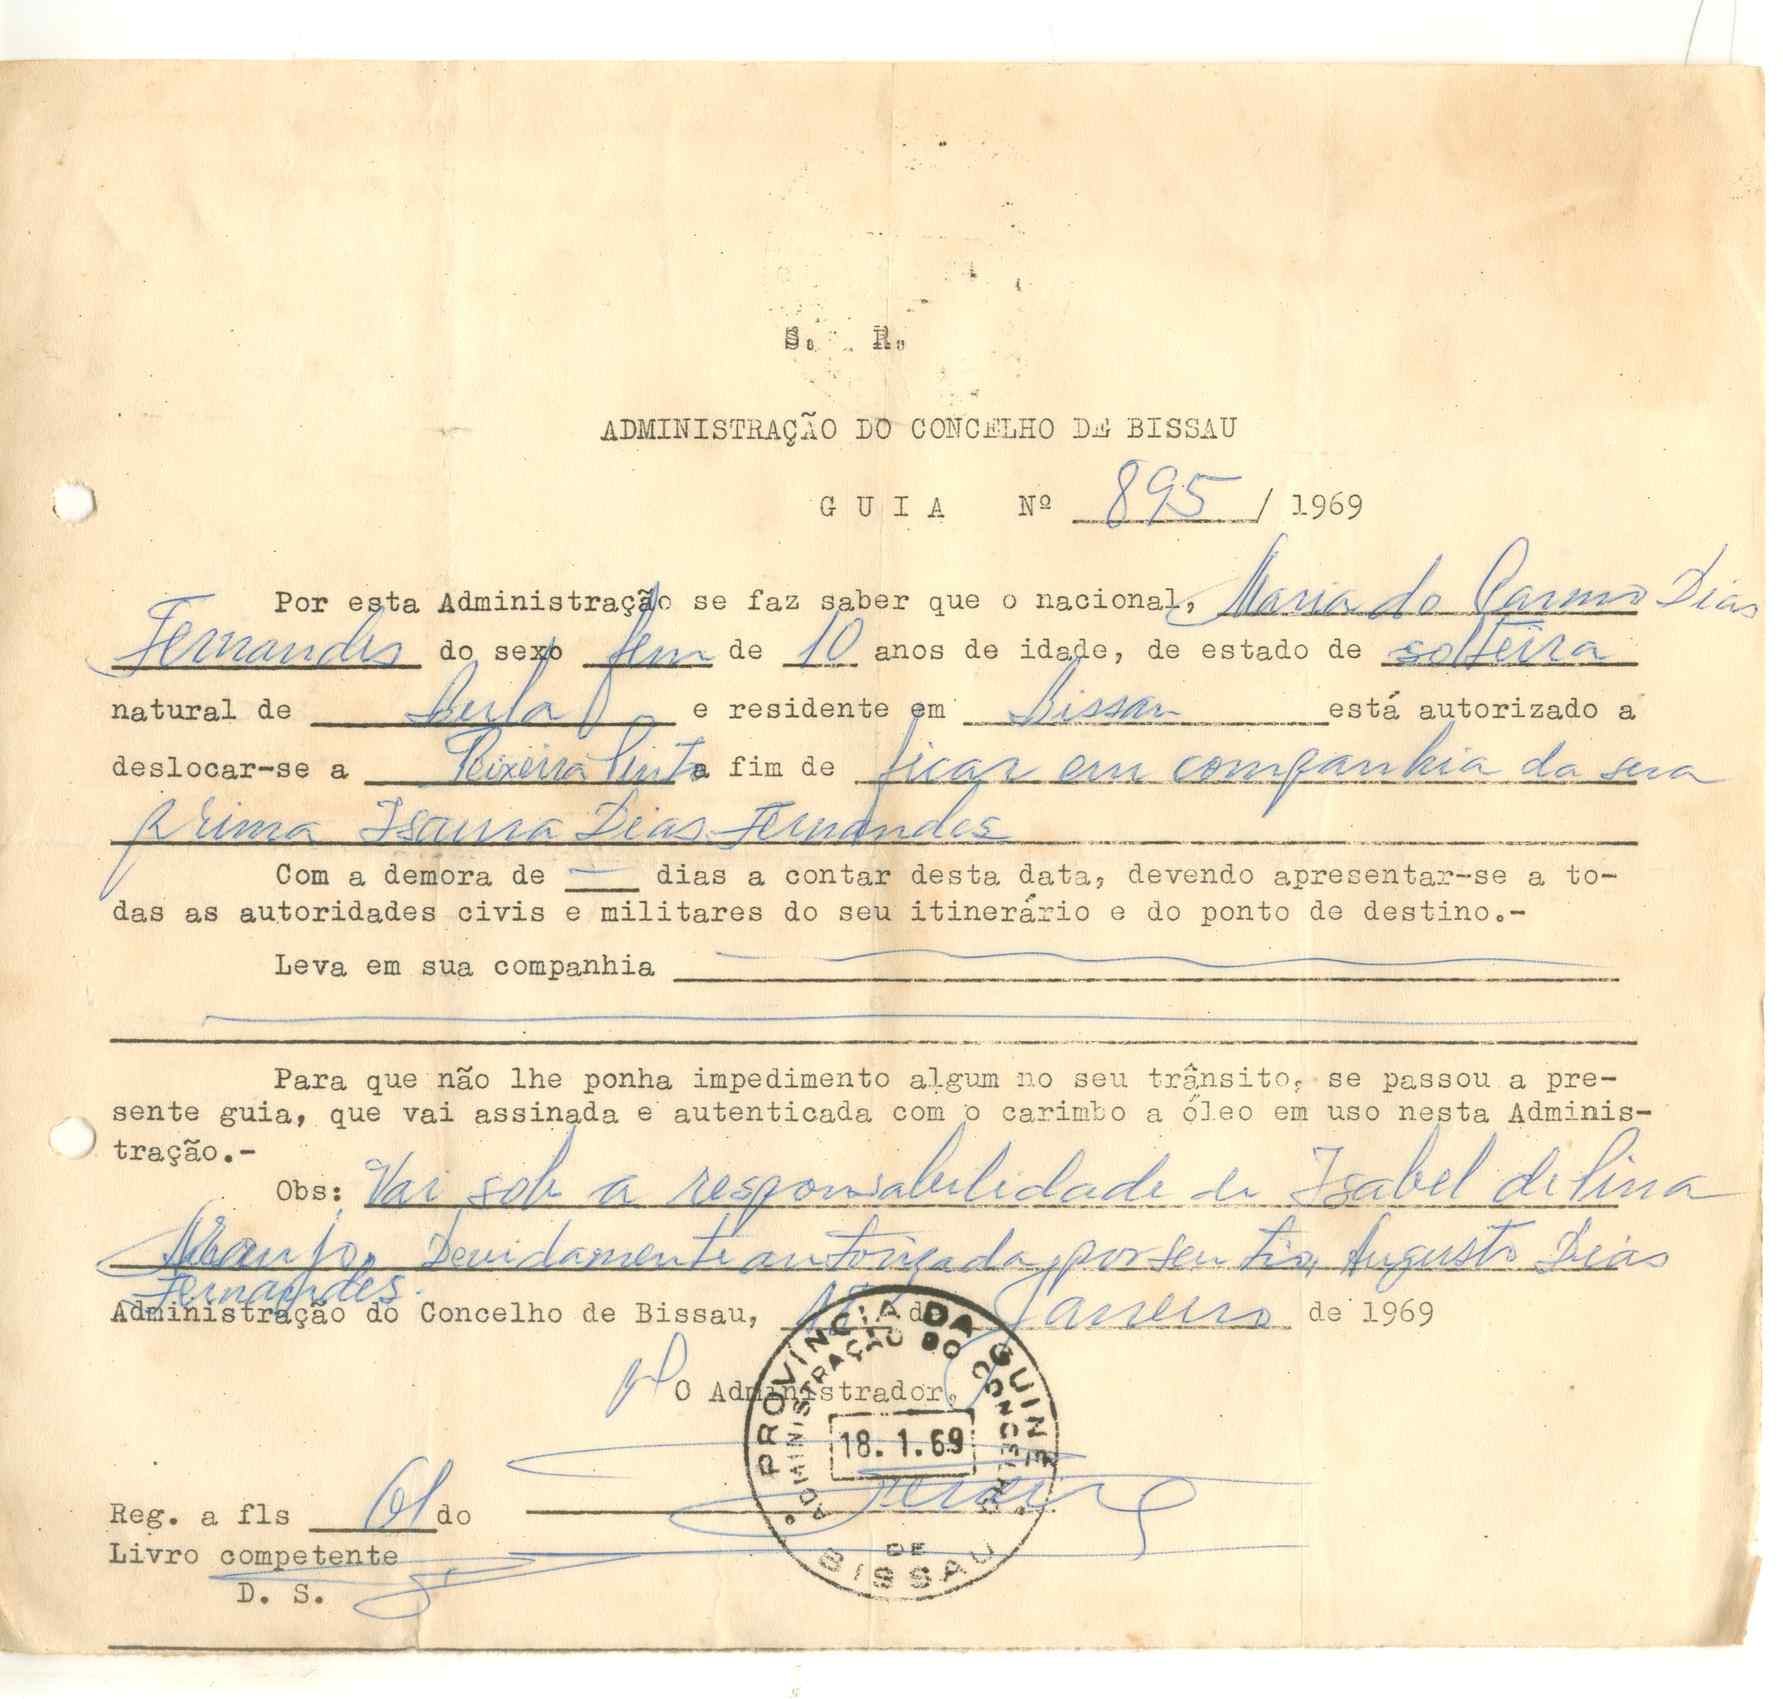 S. R.
ADMINISTRAÇÃO DO CONCELHO DE BISSAU
GUIA Nº 895 / 1969
Por esta Administração se faz saber que o nacional, Maria do Carmo Dias
Fernandes do sexo fem de 10 anos de idade, de estado de solteira
natural de Bula e residente em Bissau está autorizado a
deslocar-se a Teixeira Pinto a fim de ficar em companhia da sua
prima Isaura Dias Fernandes
Com a demora de — dias a contar desta data, devendo apresentar-se a to-
das as autoridades civis e militares do seu itinerário e do ponto de destino.-
Leva em sua companhia
Para que não lhe ponha impedimento algum no seu trânsito, se passou a pre-
sente guia, que vai assinada e autenticada com o carimbo a óleo em uso nesta Adminis-
tração.-
Obs: Vai sob a responsabilidade de Isabel de Pina
Araujo. Devidamente autorizada, por seu tio, Augusto Dias
Fernandes.
Administração do Concelho de Bissau, de Janeiro de 1969
O Administrador,
PROVÍNCIA DA GUINÉ
ADMINISTRAÇÃO DO CONCELHO
18. 1. 69
DE
BISSAU
Reg. a fls 61 do
Livro competente
D. S.